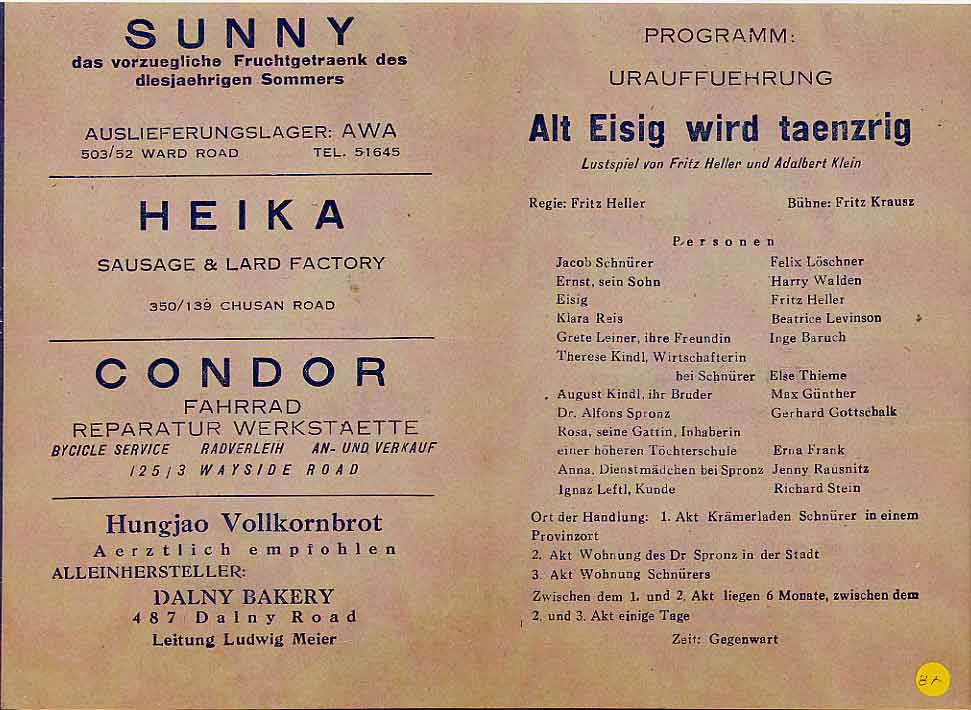 SUNNY
das vorzuegliche Fruchtgetraenk des
diesjaehrigen Sommers
AUSLIEFERUNGSLAGER: AWA
503/52 WARD ROAD TEL. 51645
HEIKA
SAUSAGE & LARD FACTORY
350/139 CHUSAN ROAD
CONDOR
FAHRRAD
REPARATUR WERKSTAETTE
BYCICLE SERVICE RADVERLEIH AN- UND VERKAUF
125/3 WAYSIDE ROAD
Hungjao Vollkornbrot
Aerztlich empfohlen
ALLEINHERSTELLER:
DALNY BAKERY
487 Dalny Road
Leitung Ludwig Meier
PROGRAMM:
URAUFFUEHRUNG
Alt Eisig wird taenzrig
Lustspiel von Fritz Heller und Adalbert Klein
Regie: Fritz Heller Bühne: Fritz Krausz
Personen
Jacob Schnürer Felix Löschner
Ernst, sein Sohn Harry Walden
Eisig Fritz Heller
Klara Reis Beatrice Levinson
Grete Leiner, ihre Freundin Inge Baruch
Therese Kindl, Wirtschafterin
bei Schnürer Else Thieme
August Kindl, ihr Bruder Max Günther
Dr. Alfons Spronz Gerhard Gottschalk
Rosa, seine Gattin, Inhaberin
einer höheren Töchterschule Erna Frank
Anna, Dienstmädchen bei Spronz Jenny Rausnitz
Ignaz Leftl, Kunde Richard Stein
Ort der Handlung: 1. Akt Krämerladen Schnürer in einem
Provinzort
2. Akt Wohnung des Dr Spronz in der Stadt
3. Akt Wohnung Schnürers
Zwischen dem 1. und 2. Akt liegen 6 Monate, zwischen dem
2. und 3. Akt einige Tage
Zeit: Gegenwart